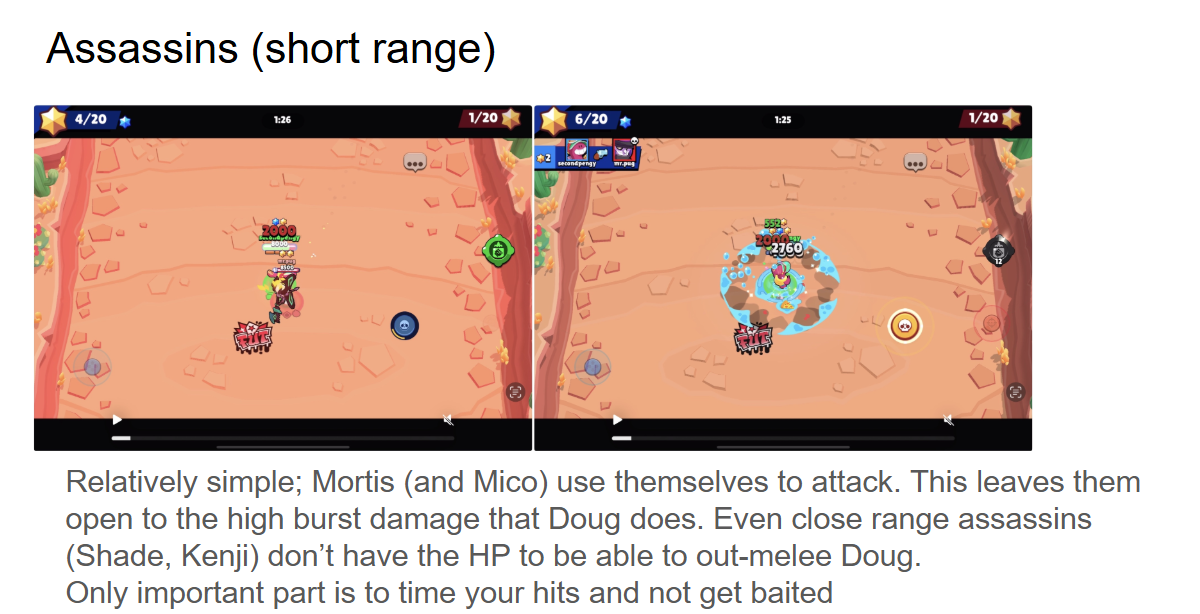 Assassins (short range)
4/20
1:26
1/20
6/20
1:25
1/20
2
secondpengy
mr.pug
2000
552
2760
12
Relatively simple; Mortis (and Mico) use themselves to attack. This leaves them
open to the high burst damage that Doug does. Even close range assassins
(Shade, Kenji) don’t have the HP to be able to out-melee Doug.
Only important part is to time your hits and not get baited